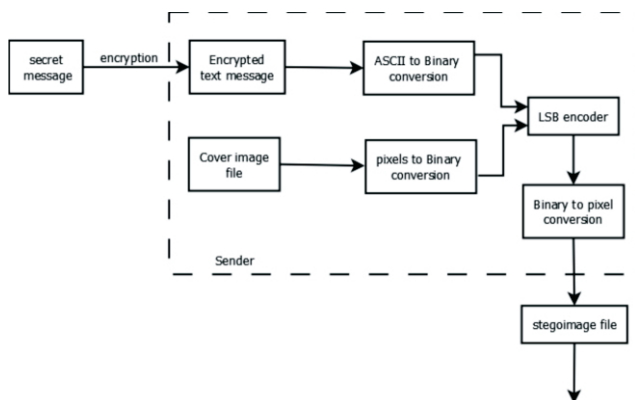 secret
message
encryption
Encrypted
text message
ASCII to Binary
conversion
LSB encoder
Cover image
file
pixels to Binary
conversion
Binary to pixel
conversion
Sender
stegoimage file